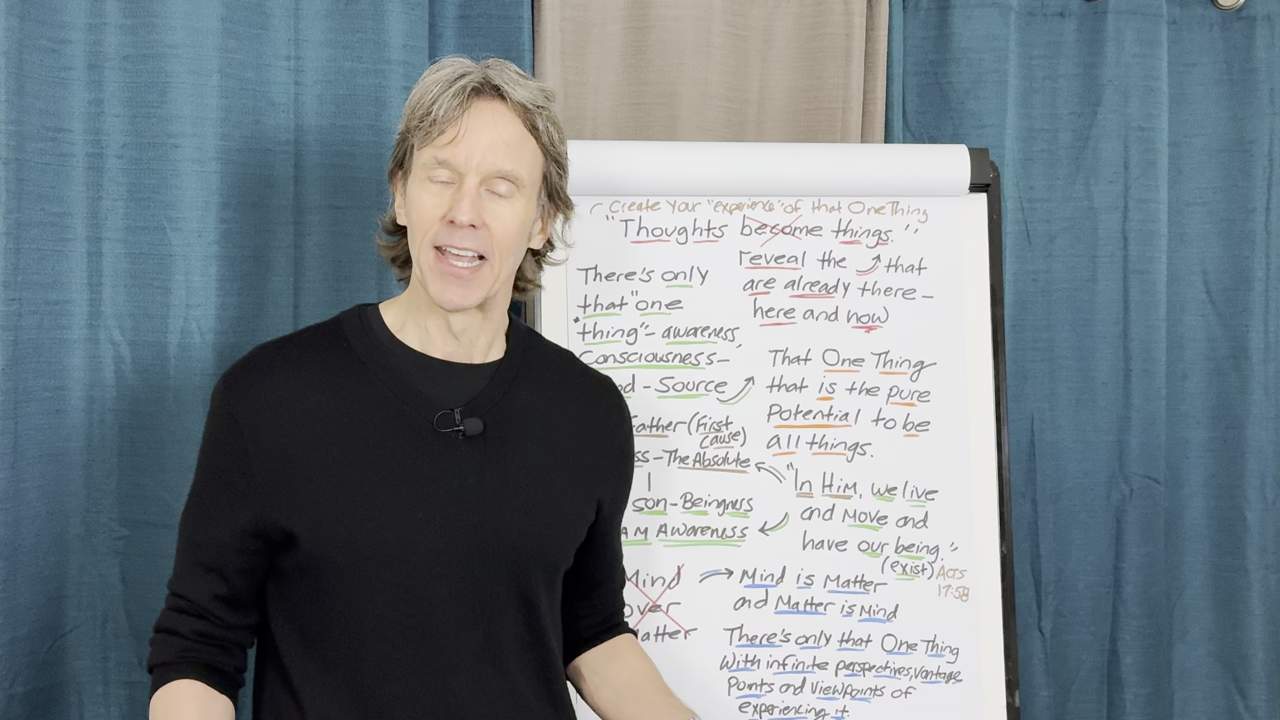 Create Your "experience" of that One Thing
"Thoughts become things."
reveal the that
are already there-
here and now
There's only
that "one
thing" - awareness,
Consciousness-
- Source
That One Thing
that is the pure
Potential to be
all things.
(First
cause)
- The Absolute
"In Him, we live
and move and
have our being."
(exist) Acts
17:58
son - Beingness
AM Awareness
Mind
over
Matter
Mind is Matter
and Matter is Mind
There's only that One Thing
With infinite perspectives, vantage
Points and viewpoints of
experiencing it.